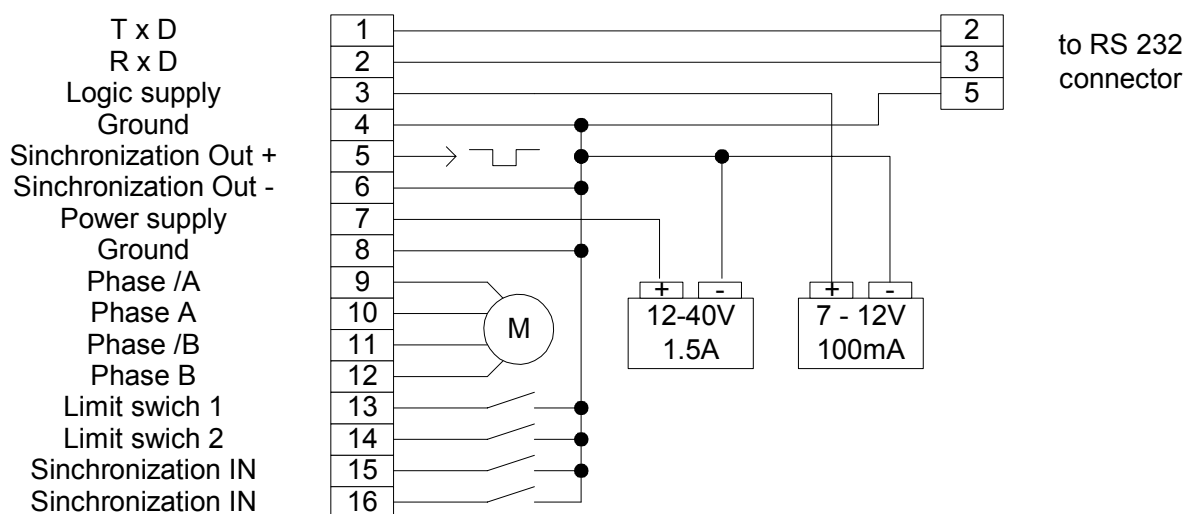 T x D 1 2
R x D 2 3
to RS 232
connector
Logic supply 3 5
Ground 4
Sinchronization Out + 5
Sinchronization Out - 6
Power supply 7
Ground 8
Phase /A 9
+ - + -
Phase A 10
M
12-40V 7 - 12V
Phase /B 11
1.5A 100mA
Phase B 12
Limit swich 1 13
Limit swich 2 14
Sinchronization IN 15
Sinchronization IN 16